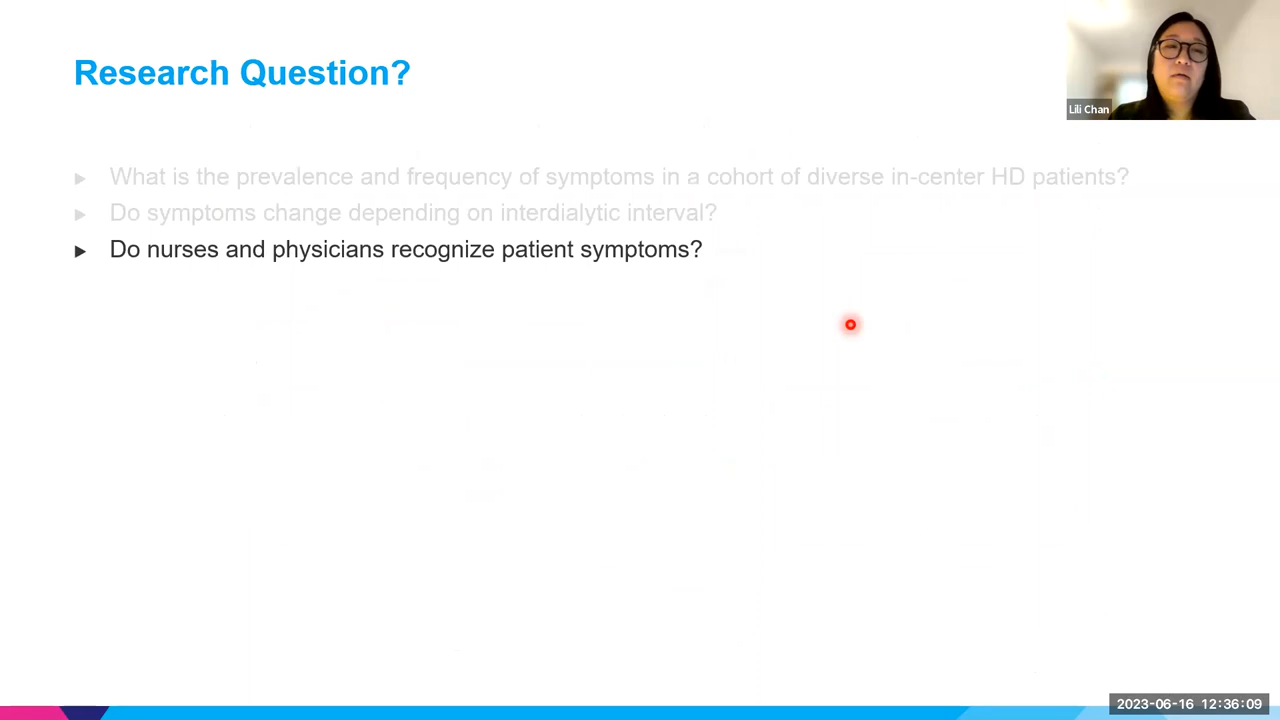 Research Question?
Lili Chan
▶ What is the prevalence and frequency of symptoms in a cohort of diverse in-center HD patients?
▶ Do symptoms change depending on interdialytic interval?
▶ Do nurses and physicians recognize patient symptoms?
2023-06-16 12:36:09